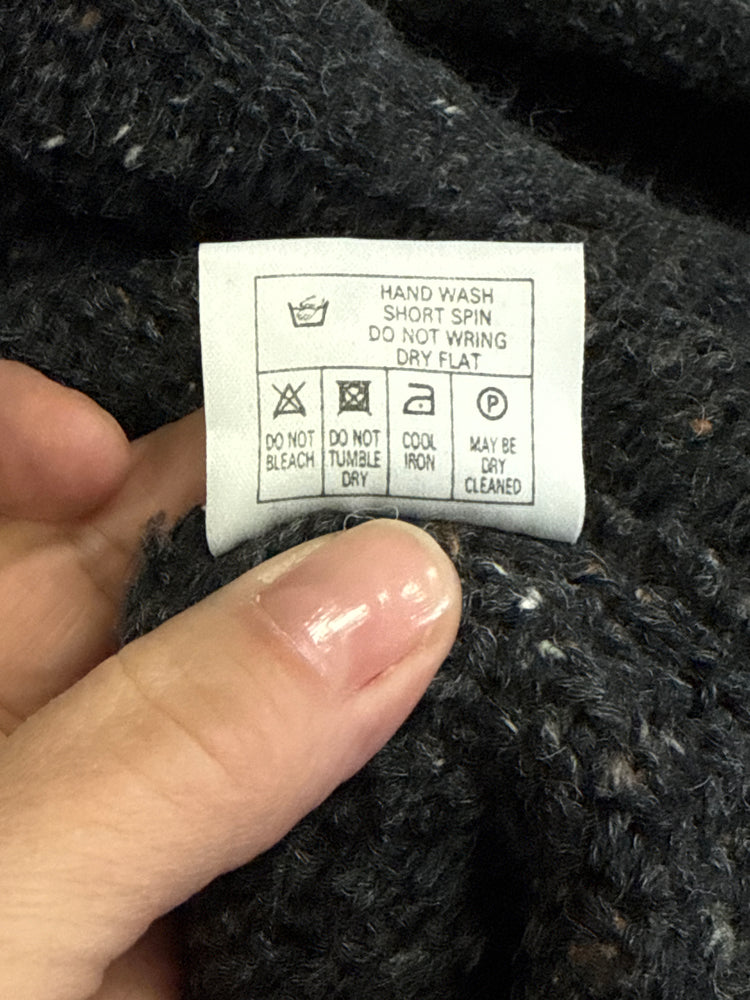 HAND WASH
SHORT SPIN
DO NOT WRING
DRY FLAT
DO NOT
BLEACH
DO NOT
TUMBLE
DRY
COOL
IRON
P
MAY BE
DRY
CLEANED